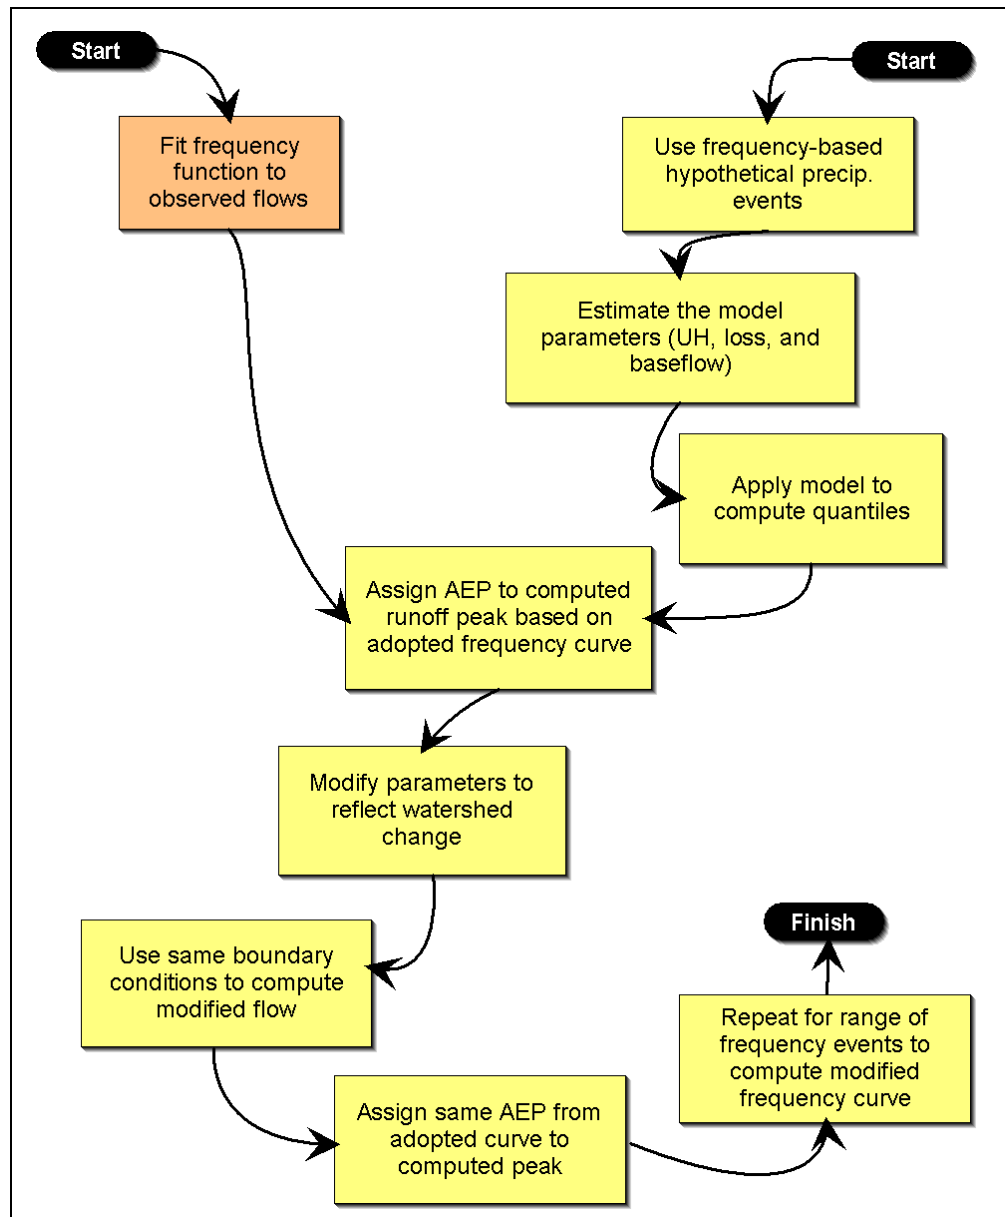 Start
Start
Fit frequency
function to
observed flows
Use frequency-based
hypothetical precip.
events
Estimate the model
parameters (UH, loss, and
baseflow)
Apply model to
compute quantiles
Assign AEP to computed
runoff peak based on
adopted frequency curve
Modify parameters to
reflect watershed
change
Use same boundary
conditions to compute
modified flow
Assign same AEP from
adopted curve to
computed peak
Repeat for range of
frequency events to
compute modified
frequency curve
Finish